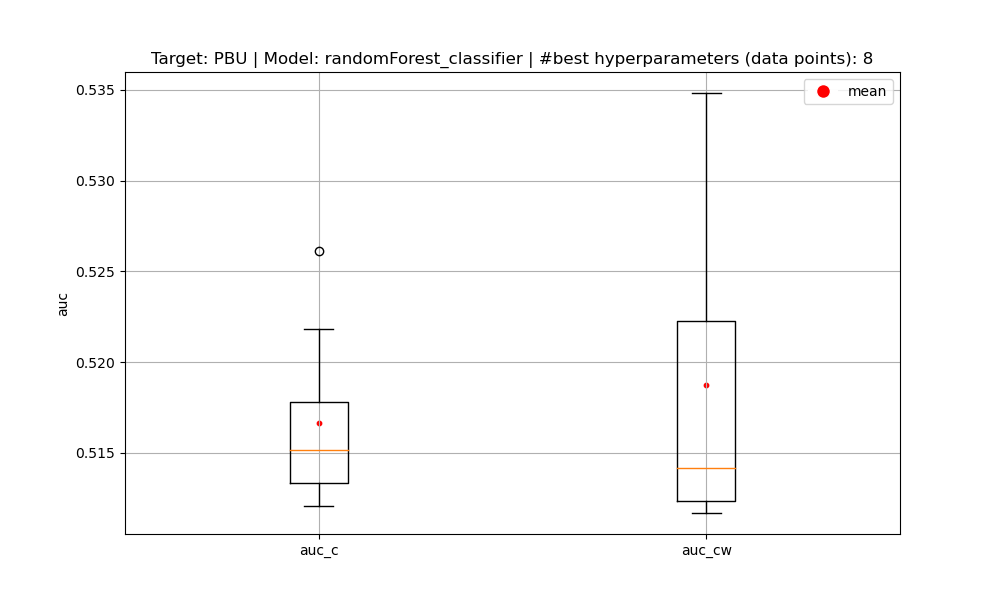 Target: PBU | Model: randomForest_classifier | #best hyperparameters (data points): 8
mean
0.535
0.530
0.525
0.520
0.515
auc
auc_c
auc_cw